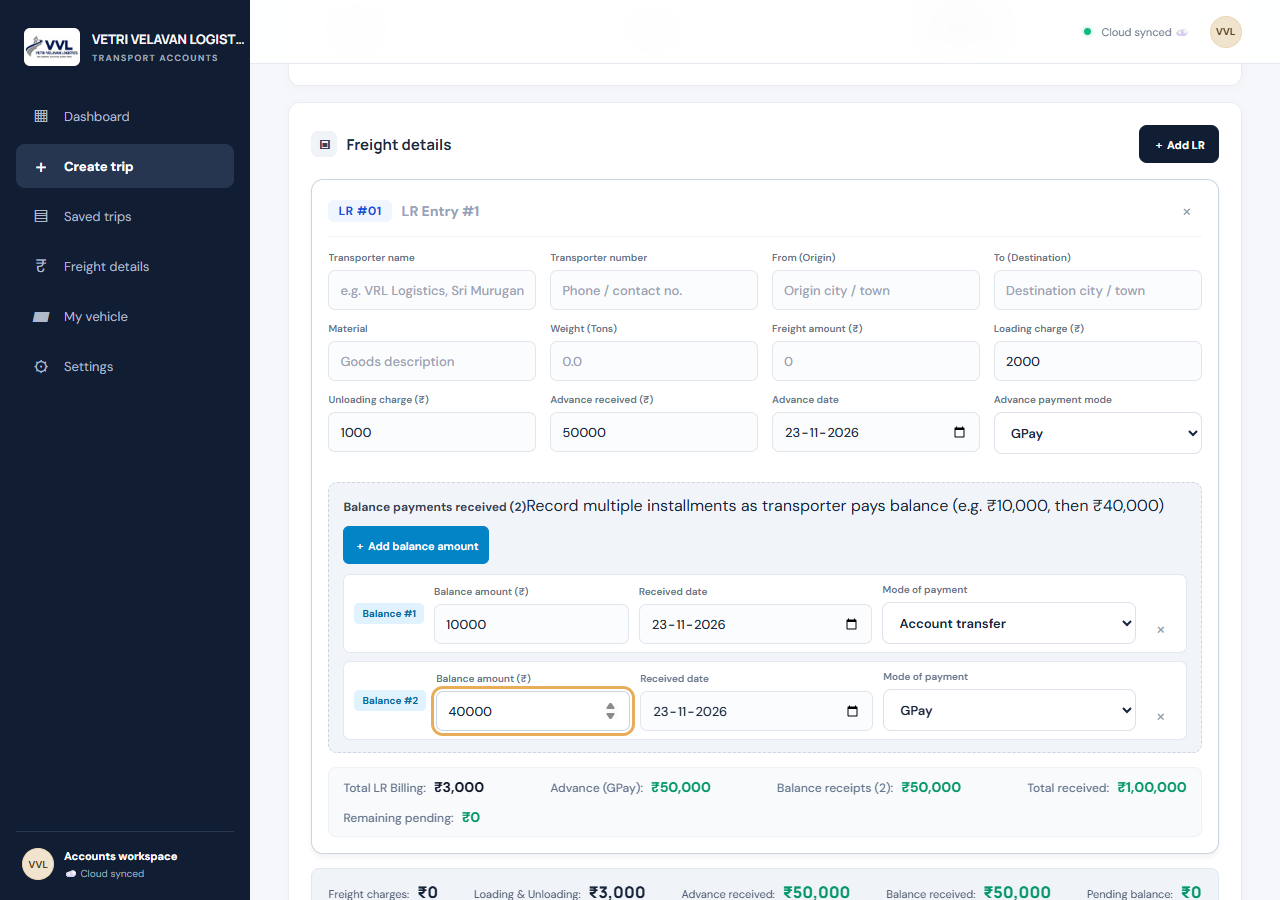 VVL
VETRI VELAVAN LOGISTICS
VETRI VELAVAN LOGIST...
TRANSPORT ACCOUNTS
Cloud synced
VVL
Dashboard
+ Create trip
Saved trips
Freight details
My vehicle
Settings
Accounts workspace
VVL
Cloud synced
Freight details
+ Add LR
LR #01 LR Entry #1 ×
Transporter name Transporter number From (Origin) To (Destination)
e.g. VRL Logistics, Sri Murugan Phone / contact no. Origin city / town Destination city / town
Material Weight (Tons) Freight amount (₹) Loading charge (₹)
Goods description 0.0 0 2000
Unloading charge (₹) Advance received (₹) Advance date Advance payment mode
1000 50000 23-11-2026 GPay
Balance payments received (2)Record multiple installments as transporter pays balance (e.g. ₹10,000, then ₹40,000)
+ Add balance amount
Balance amount (₹) Received date Mode of payment
Balance #1 10000 23-11-2026 Account transfer ×
Balance amount (₹) Received date Mode of payment
Balance #2 40000 23-11-2026 GPay ×
Total LR Billing: ₹3,000 Advance (GPay): ₹50,000 Balance receipts (2): ₹50,000 Total received: ₹1,00,000
Remaining pending: ₹0
Freight charges: ₹0 Loading & Unloading: ₹3,000 Advance received: ₹50,000 Balance received: ₹50,000 Pending balance: ₹0